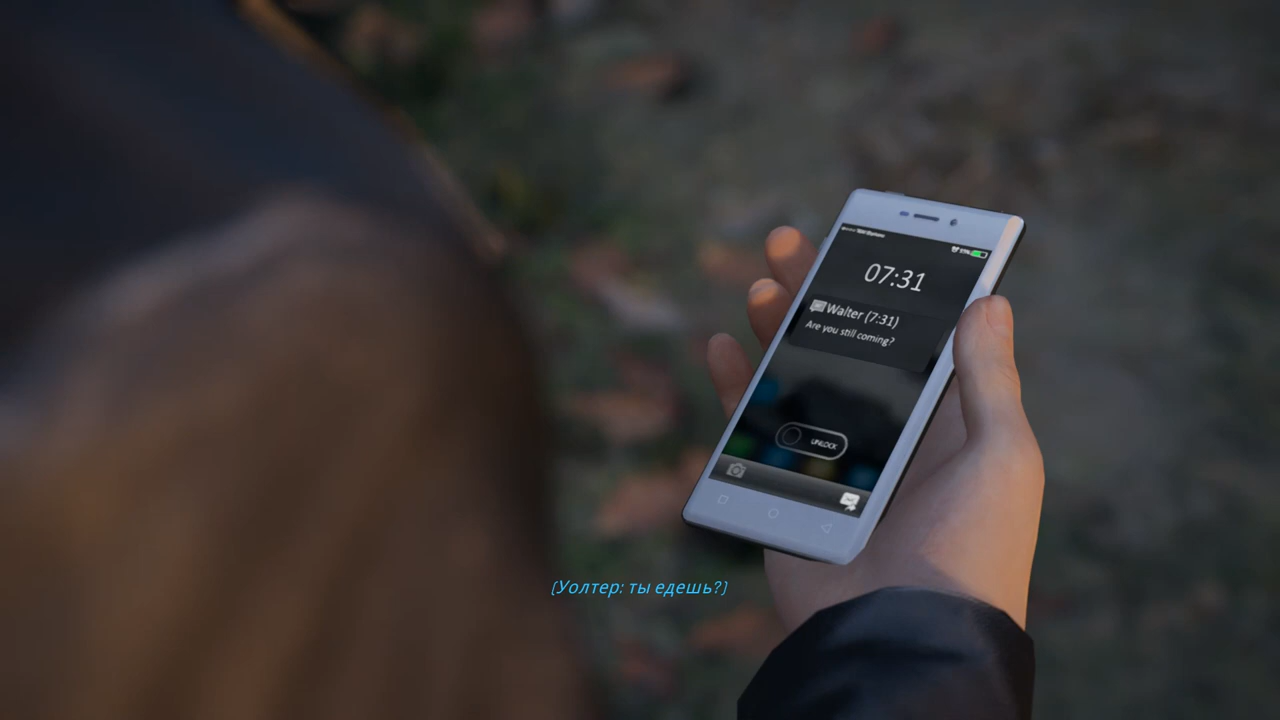 07:31
Walter (7:31)
Are you still coming?
UNLOCK
(Уолтер: ты едешь?)